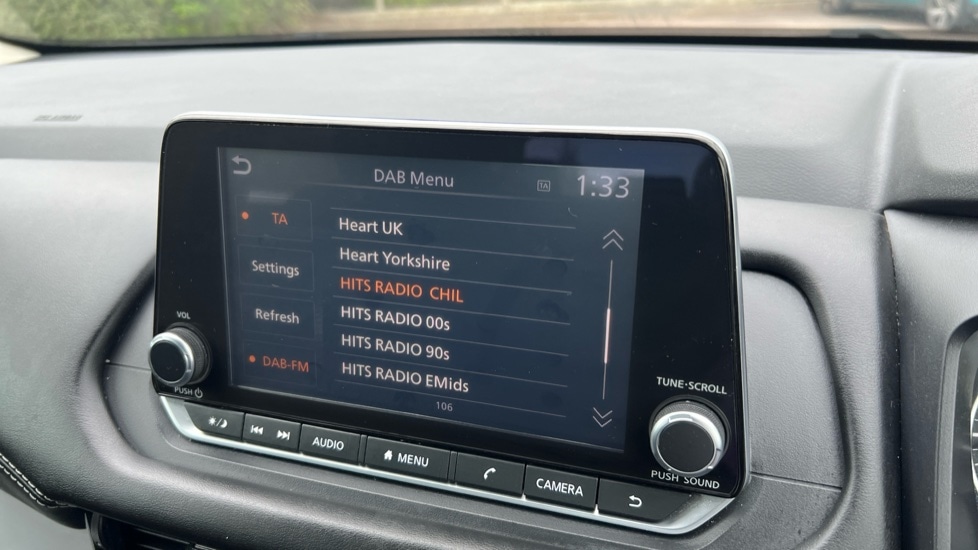 DAB Menu
TA
1:33
TA
Settings
Refresh
DAB-FM
Heart UK
Heart Yorkshire
HITS RADIO CHIL
HITS RADIO 00s
HITS RADIO 90s
HITS RADIO EMids
106
VOL
PUSH
TUNE·SCROLL
PUSH SOUND
AUDIO
MENU
CAMERA